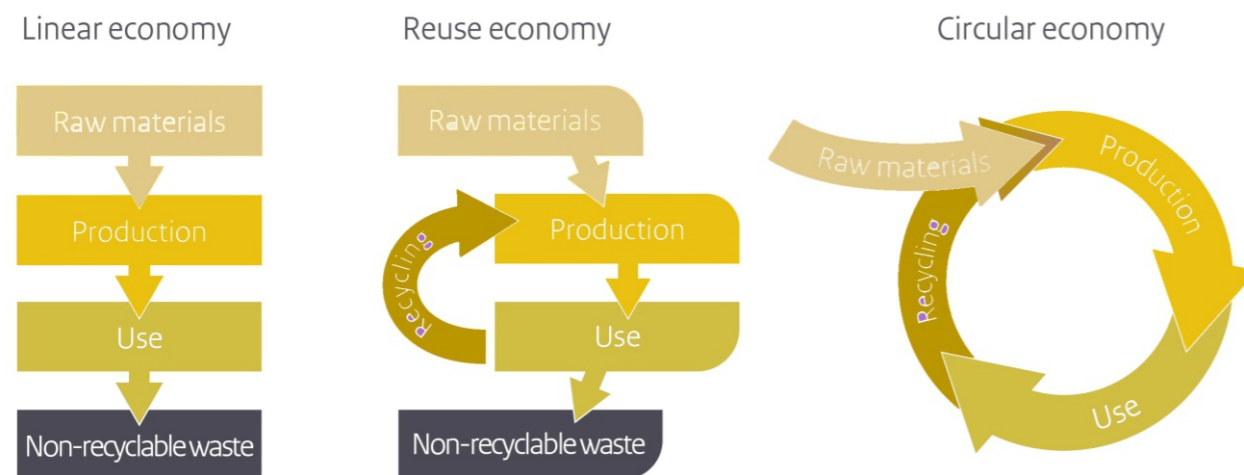 Linear economy
Raw materials
Production
Use
Non-recyclable waste
Reuse economy
Raw materials
Recycling
Production
Use
Non-recyclable waste
Circular economy
Raw materials
Production
Recycling
Use